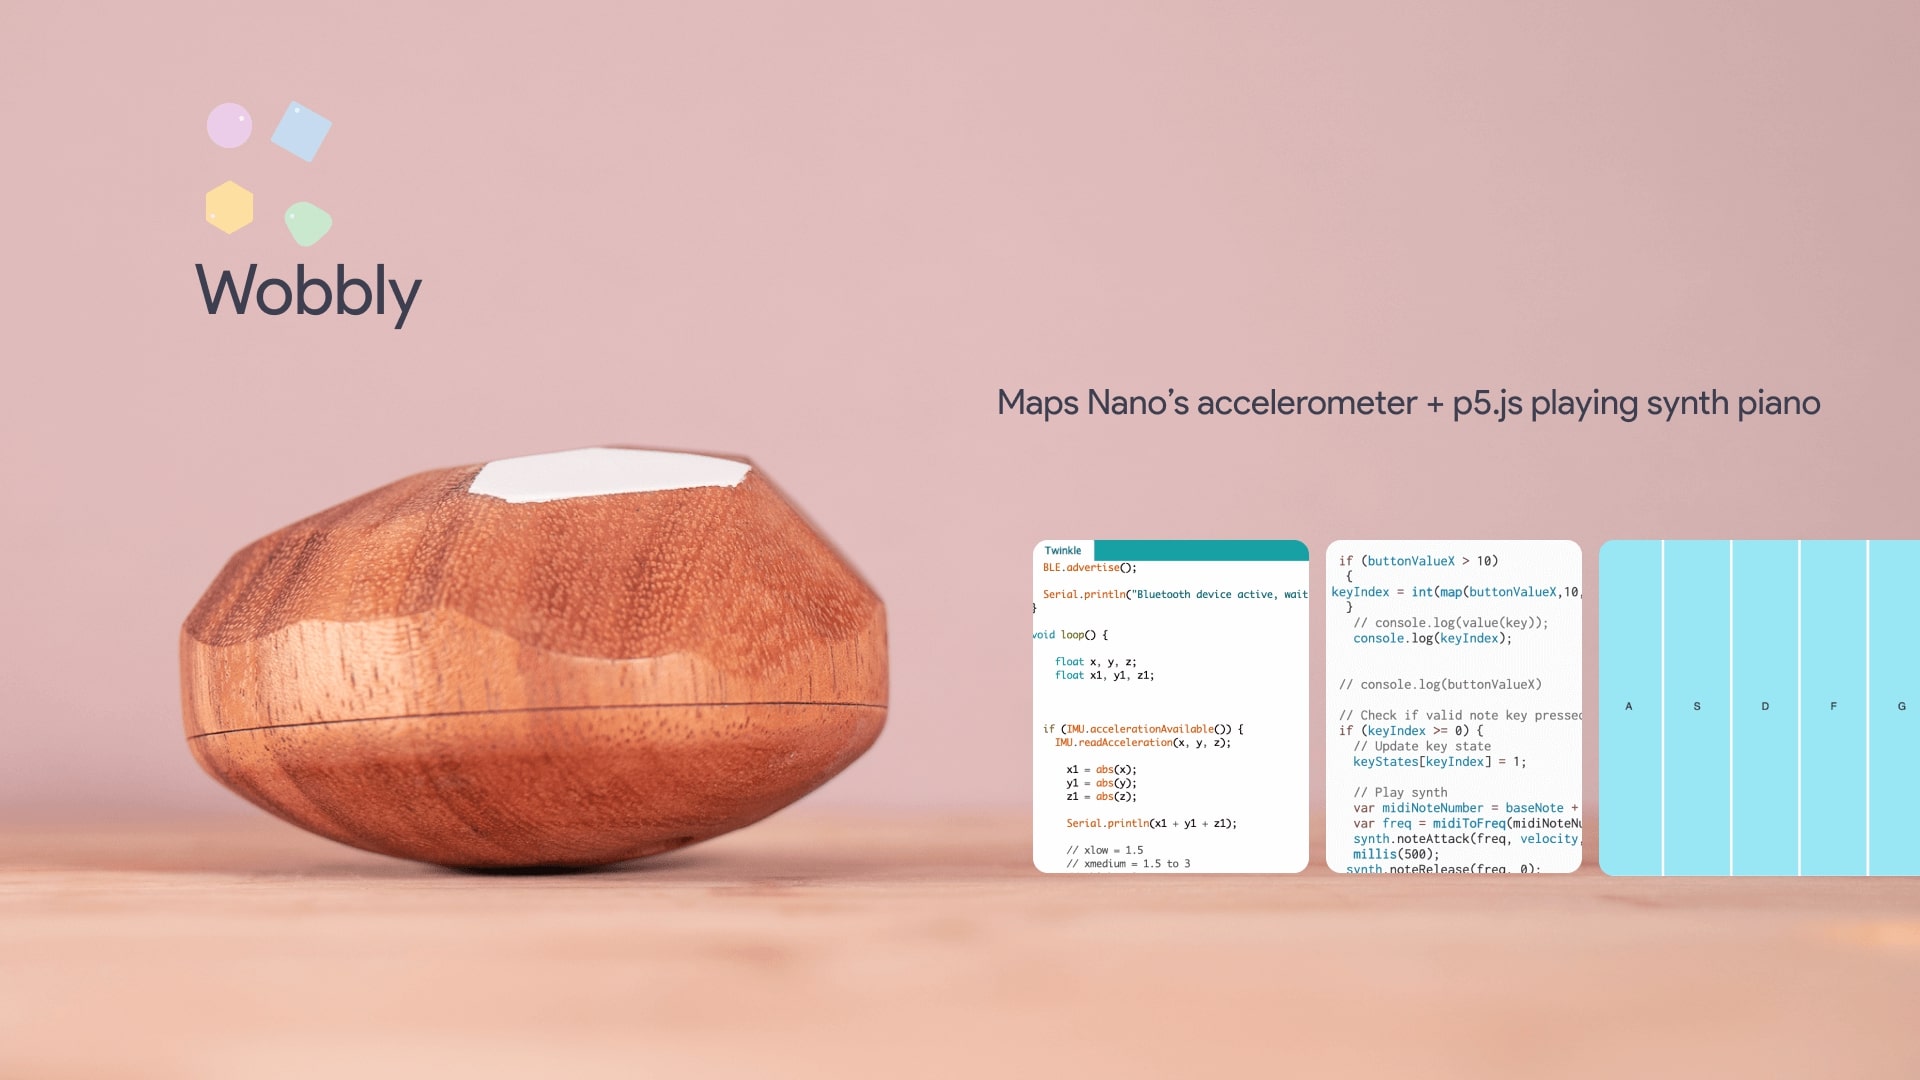 Wobbly
Maps Nano’s accelerometer + p5.js playing synth piano
Twinkle
BLE.advertise();
Serial.println("Bluetooth device active, wait
}
void loop() {
float x, y, z;
float x1, y1, z1;
if (IMU.accelerationAvailable()) {
IMU.readAcceleration(x, y, z);
x1 = abs(x);
y1 = abs(y);
z1 = abs(z);
Serial.println(x1 + y1 + z1);
// xlow = 1.5
// xmedium = 1.5 to 3
if (buttonValueX > 10)
{
keyIndex = int(map(buttonValueX,10,
}
// console.log(value(key));
console.log(keyIndex);
// console.log(buttonValueX)
// Check if valid note key pressed
if (keyIndex >= 0) {
// Update key state
keyStates[keyIndex] = 1;
// Play synth
var midiNoteNumber = baseNote +
var freq = midiToFreq(midiNoteNu
synth.noteAttack(freq, velocity,
millis(500);
synth.noteRelease(freq, 0);
A S D F G